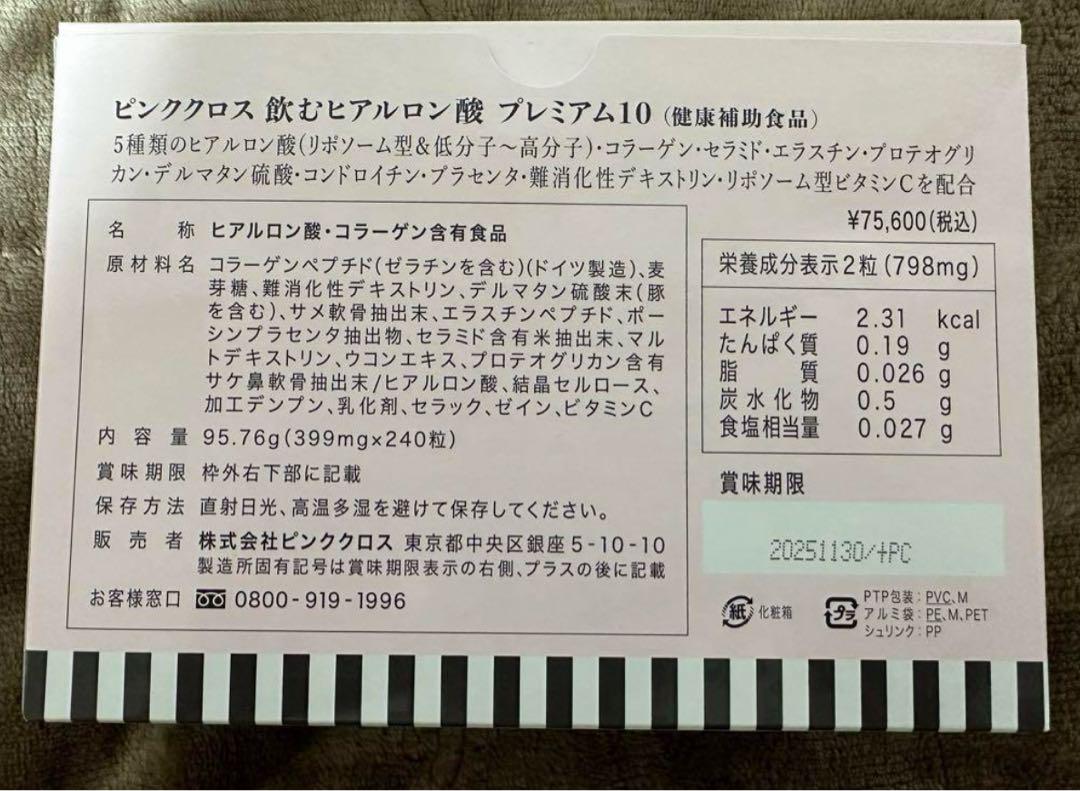 ピンククロス 飲むヒアルロン酸 プレミアム10(健康補助食品)
5種類のヒアルロン酸(リポソーム型&低分子〜高分子)・コラーゲン・セラミド・エラスチン・プロテオグリ
カン・デルマタン硫酸・コンドロイチン・プラセンタ・難消化性デキストリン・リポソーム型ビタミンCを配合
¥75,600(税込)
名称 ヒアルロン酸・コラーゲン含有食品
原材料名 コラーゲンペプチド(ゼラチンを含む)(ドイツ製造)、麦
芽糖、難消化性デキストリン、デルマタン硫酸末(豚
を含む)、サメ軟骨抽出末、エラスチンペプチド、ポー
シンプラセンタ抽出物、セラミド含有米抽出末、マル
トデキストリン、ウコンエキス、プロテオグリカン含有
サケ鼻軟骨抽出末/ヒアルロン酸、結晶セルロース、
加工デンプン、乳化剤、セラック、ゼイン、ビタミンC
内容量 95.76g(399mg×240粒)
賞味期限 枠外右下部に記載
保存方法 直射日光、高温多湿を避けて保存してください。
販売者 株式会社ピンククロス 東京都中央区銀座5-10-10
製造所固有記号は賞味期限表示の右側、プラスの後に記載
お客様窓口 0800-919-1996
栄養成分表示2粒(798mg)
エネルギー 2.31 kcal
たんぱく質 0.19 g
脂質 0.026 g
炭水化物 0.5 g
食塩相当量 0.027 g
賞味期限
20251130/+PC
紙 化粧箱
プラ PTP包装:PVC、M
アルミ袋:PE、M、PET
シュリンク:PP